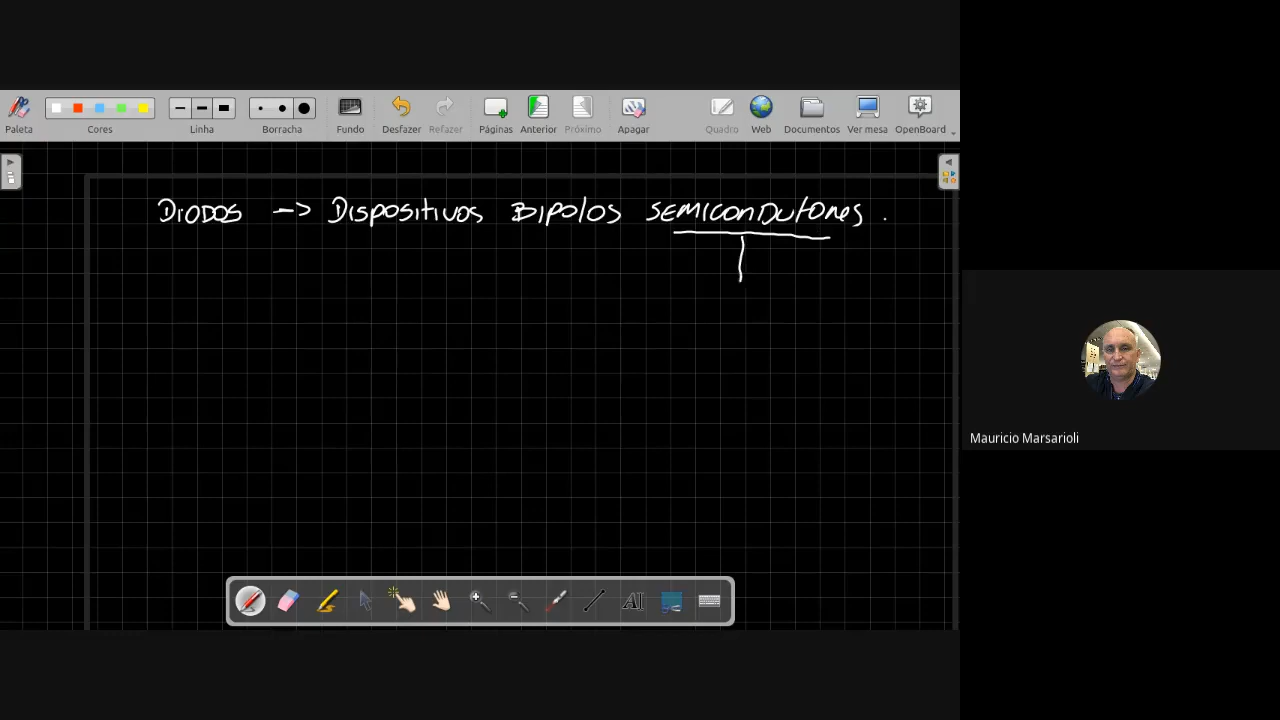 Paleta Cores Linha Borracha Fundo Desfazer Refazer Páginas Anterior Próximo Apagar Quadro Web Documentos Ver mesa OpenBoard
DIODOS -> DISPOSITIVOS BIPOLOS SEMICONDUTORES .
Mauricio Marsarioli
AI